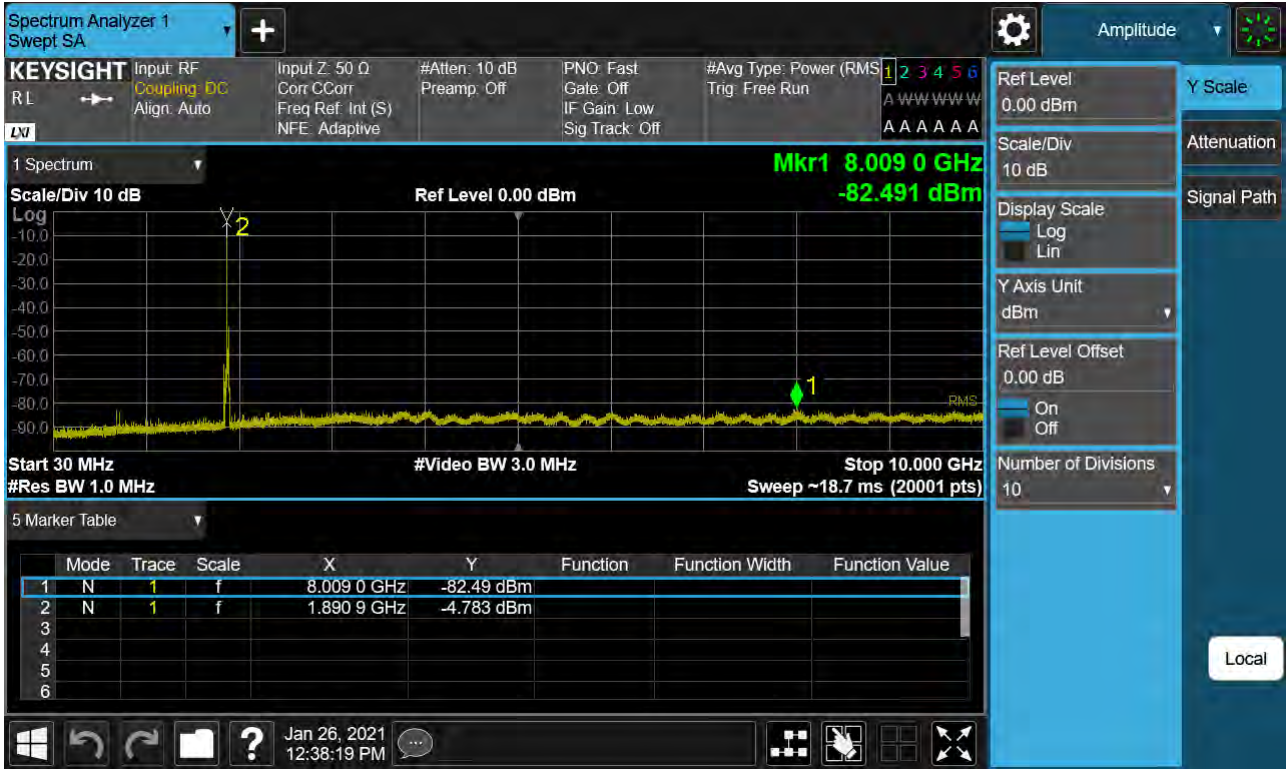 Spectrum Analyzer 1
Swept SA
Amplitude
KEYSIGHT
R L
LXI
Input: RF
Coupling: DC
Align: Auto
Input Z: 50 Ω
Corr CCorr
Freq Ref: Int (S)
NFE: Adaptive
#Atten: 10 dB
Preamp: Off
PNO: Fast
Gate: Off
IF Gain: Low
Sig Track: Off
#Avg Type: Power (RMS
Trig: Free Run
1 2 3 4 5 6
A W W W W W
A A A A A A
1 Spectrum
Mkr1 8.009 0 GHz
-82.491 dBm
Scale/Div 10 dB
Ref Level 0.00 dBm
Log
-10.0
-20.0
-30.0
-40.0
-50.0
-60.0
-70.0
-80.0
-90.0
2
1
RMS
Start 30 MHz
#Video BW 3.0 MHz
Stop 10.000 GHz
#Res BW 1.0 MHz
Sweep ~18.7 ms (20001 pts)
5 Marker Table
Mode Trace Scale X Y Function Function Width Function Value
1 N 1 f 8.009 0 GHz -82.49 dBm
2 N 1 f 1.890 9 GHz -4.783 dBm
3
4
5
6
Ref Level
0.00 dBm
Scale/Div
10 dB
Display Scale
Log
Lin
Y Axis Unit
dBm
Ref Level Offset
0.00 dB
On
Off
Number of Divisions
10
Y Scale
Attenuation
Signal Path
Local
?
Jan 26, 2021
12:38:19 PM